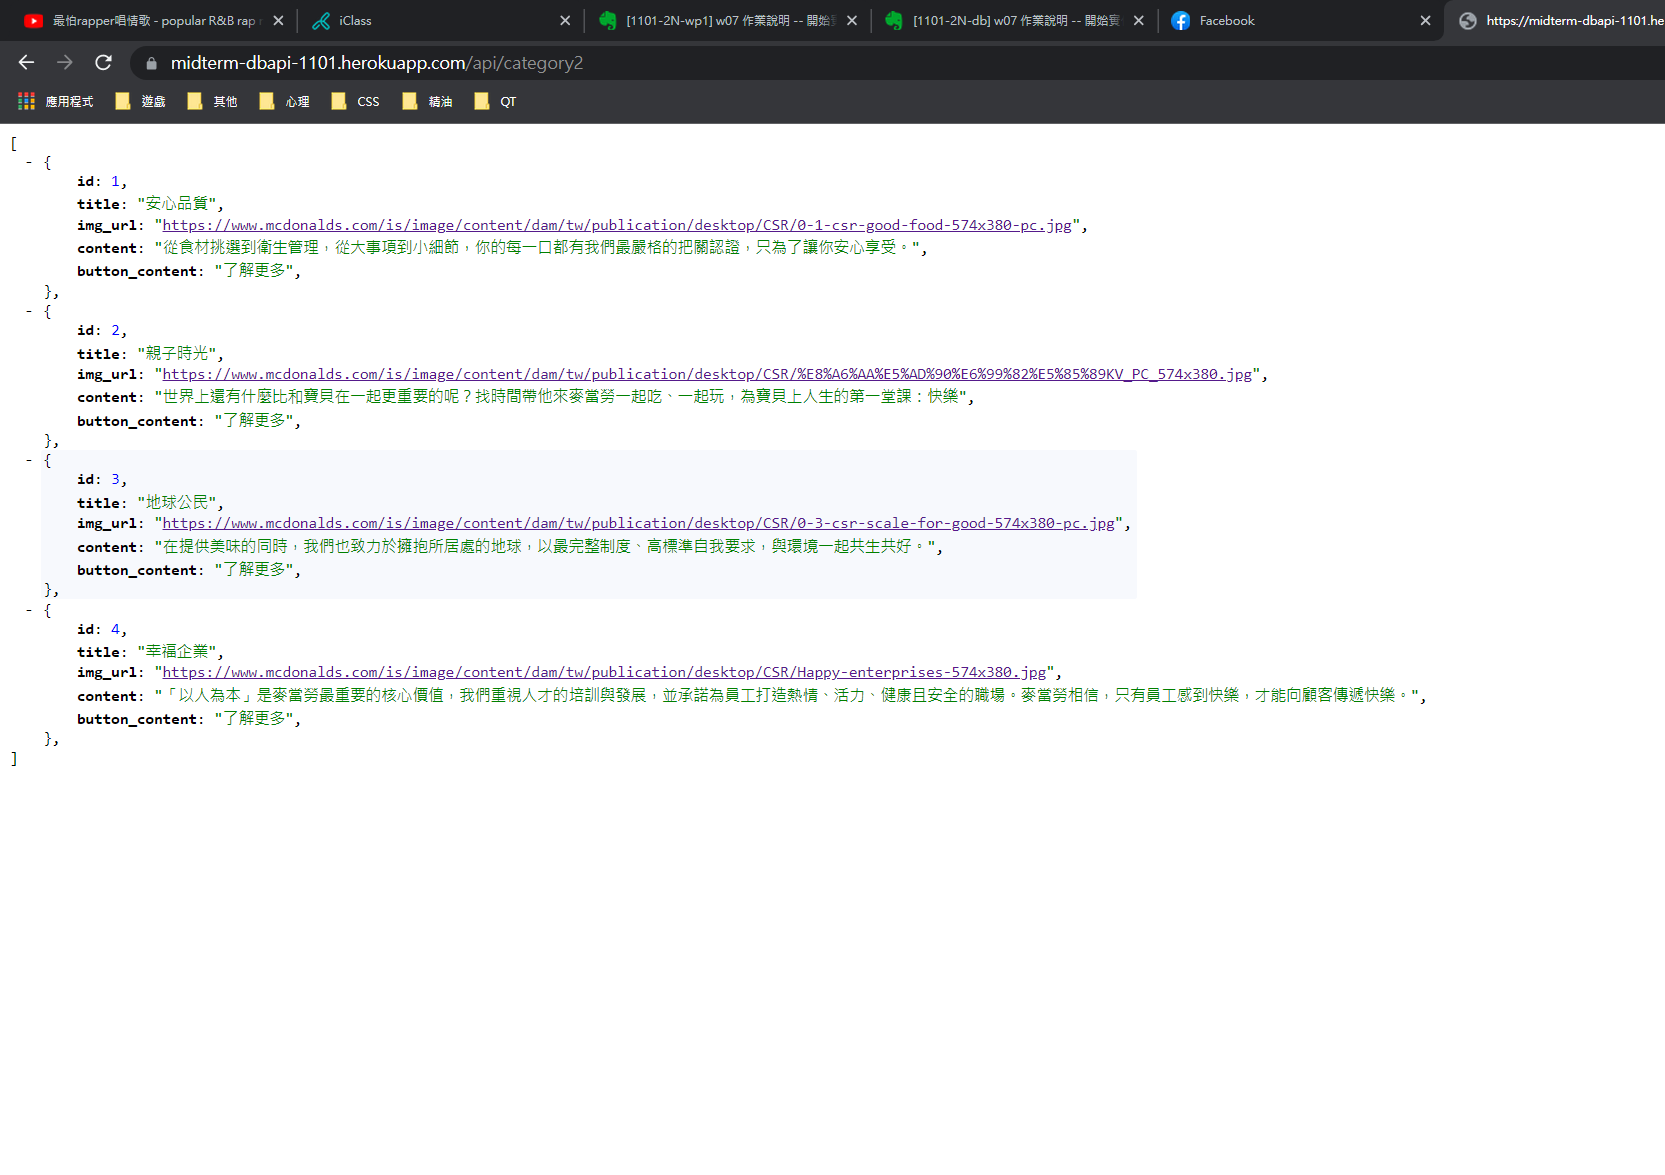 最怕rapper唱情歌 - popular R&B rap
iClass
[1101-2N-wp1] w07 作業說明 -- 開始
[1101-2N-db] w07 作業說明 -- 開始
Facebook
https://midterm-dbapi-1101.he
midterm-dbapi-1101.herokuapp.com/api/category2
應用程式
遊戲
其他
心理
CSS
精油
QT
[
- {
id: 1,
title: "安心品質",
img_url: "https://www.mcdonalds.com/is/image/content/dam/tw/publication/desktop/CSR/0-1-csr-good-food-574x380-pc.jpg",
content: "從食材挑選到衛生管理，從大事項到小細節，你的每一口都有我們最嚴格的把關認證，只為了讓你安心享受。",
button_content: "了解更多",
},
- {
id: 2,
title: "親子時光",
img_url: "https://www.mcdonalds.com/is/image/content/dam/tw/publication/desktop/CSR/%E8%A6%AA%E5%AD%90%E6%99%82%E5%85%89KV_PC_574x380.jpg",
content: "世界上還有什麼比和寶貝在一起更重要的呢？找時間帶他來麥當勞一起吃、一起玩，為寶貝上人生的第一堂課：快樂",
button_content: "了解更多",
},
- {
id: 3,
title: "地球公民",
img_url: "https://www.mcdonalds.com/is/image/content/dam/tw/publication/desktop/CSR/0-3-csr-scale-for-good-574x380-pc.jpg",
content: "在提供美味的同時，我們也致力於擁抱所居處的地球，以最完整制度、高標準自我要求，與環境一起共生共好。",
button_content: "了解更多",
},
- {
id: 4,
title: "幸福企業",
img_url: "https://www.mcdonalds.com/is/image/content/dam/tw/publication/desktop/CSR/Happy-enterprises-574x380.jpg",
content: "「以人為本」是麥當勞最重要的核心價值，我們重視人才的培訓與發展，並承諾為員工打造熱情、活力、健康且安全的職場。麥當勞相信，只有員工感到快樂，才能向顧客傳遞快樂。",
button_content: "了解更多",
},
]